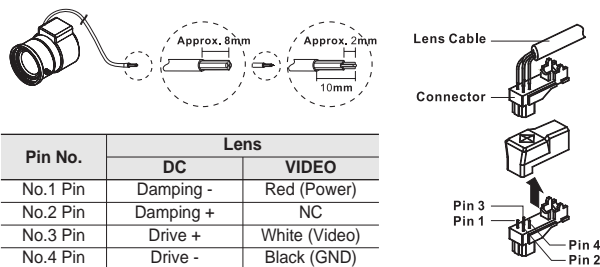 Approx. 8mm
Approx. 2mm
10mm
Lens Cable
Connector
Pin 3
Pin 1
Pin 4
Pin 2
Pin No. Lens
DC VIDEO
No.1 Pin Damping - Red (Power)
No.2 Pin Damping + NC
No.3 Pin Drive + White (Video)
No.4 Pin Drive - Black (GND)